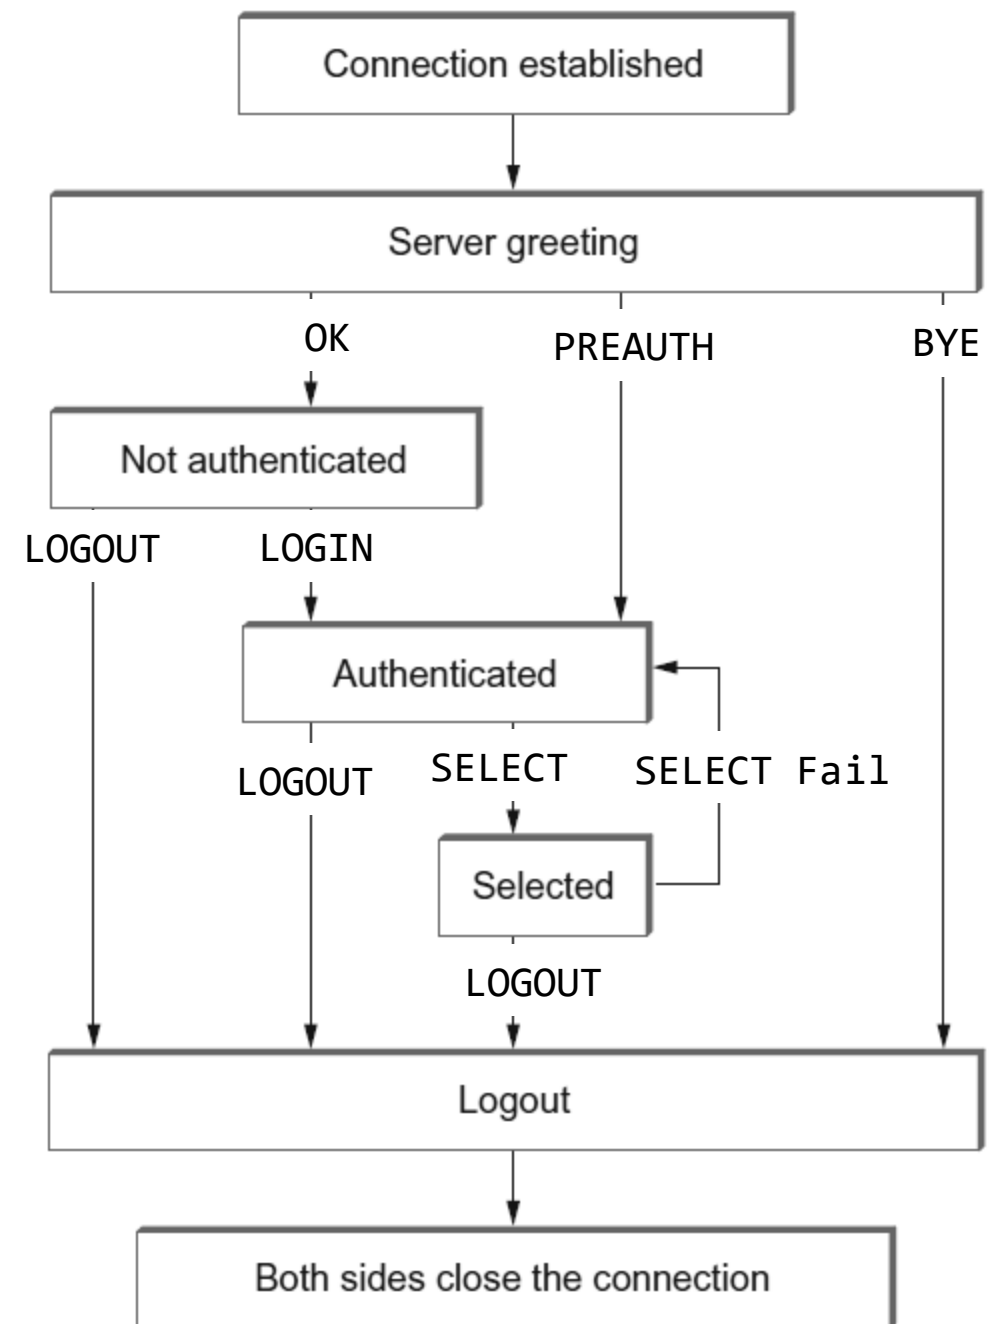 Connection established
Server greeting
OK
PREAUTH
BYE
Not authenticated
LOGOUT
LOGIN
Authenticated
LOGOUT
SELECT
SELECT Fail
Selected
LOGOUT
Logout
Both sides close the connection